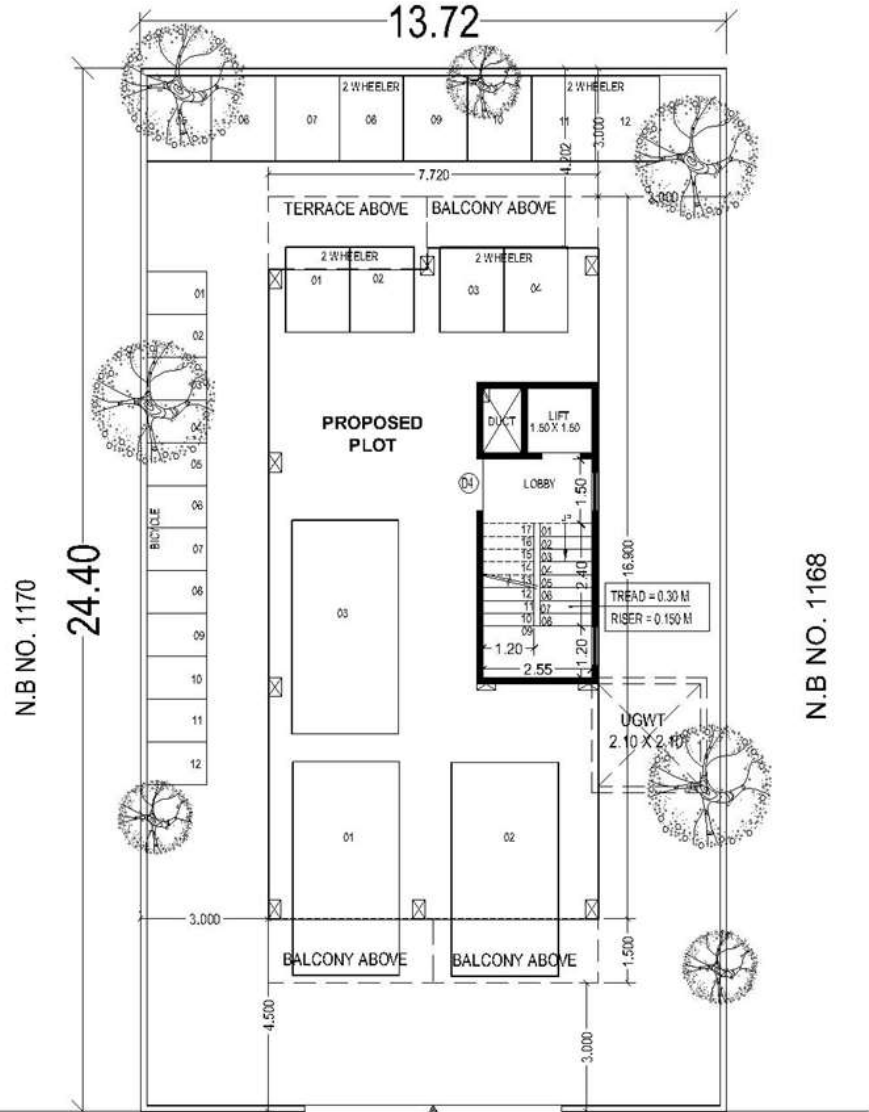 13.72
2 WHEELER
2 WHEELER
06
07
08
09
10
11
12
3.000
4.202
7.720
TERRACE ABOVE
BALCONY ABOVE
2 WHEELER
2 WHEELER
01
02
03
04
01
02
03
04
05
06
07
08
09
10
11
12
BICYCLE
PROPOSED
PLOT
DUCT
LIFT
1.50 X 1.50
D4
LOBBY
1.50
17
16
15
14
13
12
11
10
09
01
02
03
04
05
06
07
08
2.40
1.20
1.20
2.55
16.900
TREAD = 0.30 M
RISER = 0.150 M
24.40
N.B NO. 1170
N.B NO. 1168
03
UGWT
2.10 X 2.10
01
02
3.000
BALCONY ABOVE
BALCONY ABOVE
1.500
4.500
3.000